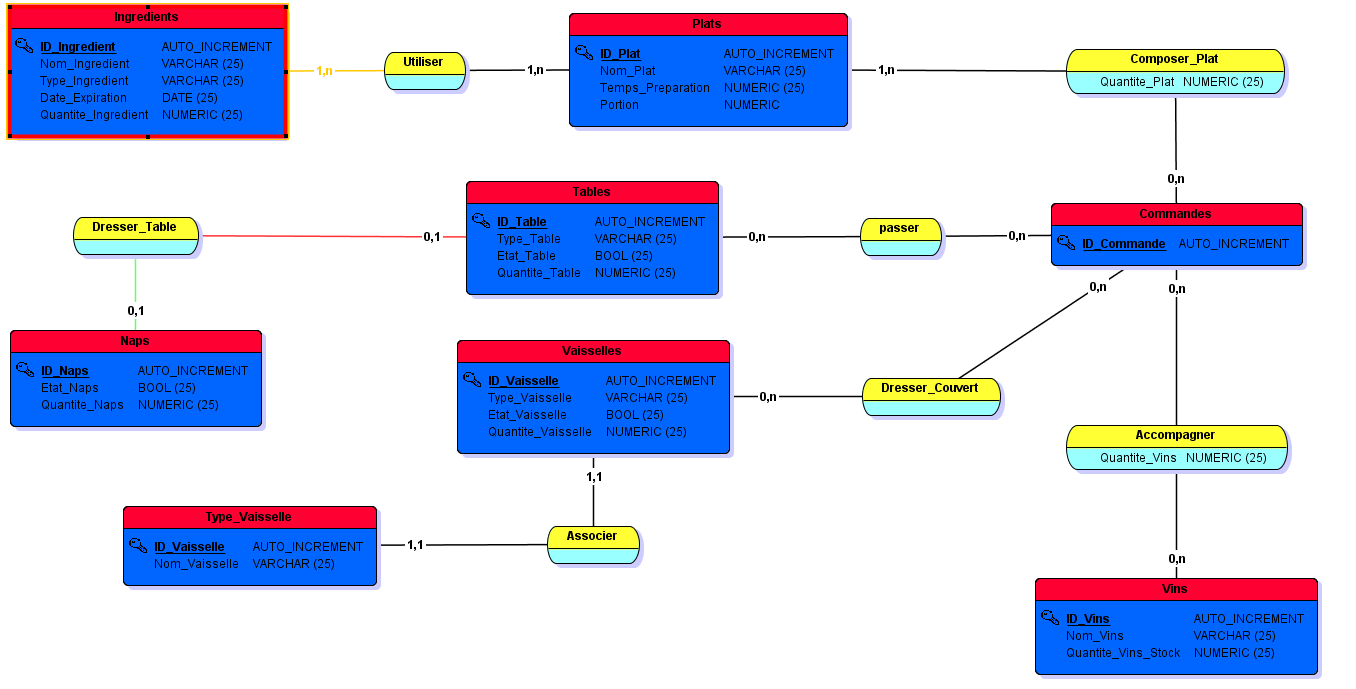 Ingredients
ID_Ingredient AUTO_INCREMENT
Nom_Ingredient VARCHAR (25)
Type_Ingredient VARCHAR (25)
Date_Expiration DATE (25)
Quantite_Ingredient NUMERIC (25)
1,n
Utiliser
1,n
Plats
ID_Plat AUTO_INCREMENT
Nom_Plat VARCHAR (25)
Temps_Preparation NUMERIC (25)
Portion NUMERIC
1,n
Composer_Plat
Quantite_Plat NUMERIC (25)
0,n
Dresser_Table
0,1
0,1
Tables
ID_Table AUTO_INCREMENT
Type_Table VARCHAR (25)
Etat_Table BOOL (25)
Quantite_Table NUMERIC (25)
0,n
passer
0,n
Commandes
ID_Commande AUTO_INCREMENT
0,n
0,n
Naps
ID_Naps AUTO_INCREMENT
Etat_Naps BOOL (25)
Quantite_Naps NUMERIC (25)
Vaisselles
ID_Vaisselle AUTO_INCREMENT
Type_Vaisselle VARCHAR (25)
Etat_Vaisselle BOOL (25)
Quantite_Vaisselle NUMERIC (25)
0,n
Dresser_Couvert
Accompagner
Quantite_Vins NUMERIC (25)
1,1
Type_Vaisselle
ID_Vaisselle AUTO_INCREMENT
Nom_Vaisselle VARCHAR (25)
1,1
Associer
0,n
Vins
ID_Vins AUTO_INCREMENT
Nom_Vins VARCHAR (25)
Quantite_Vins_Stock NUMERIC (25)